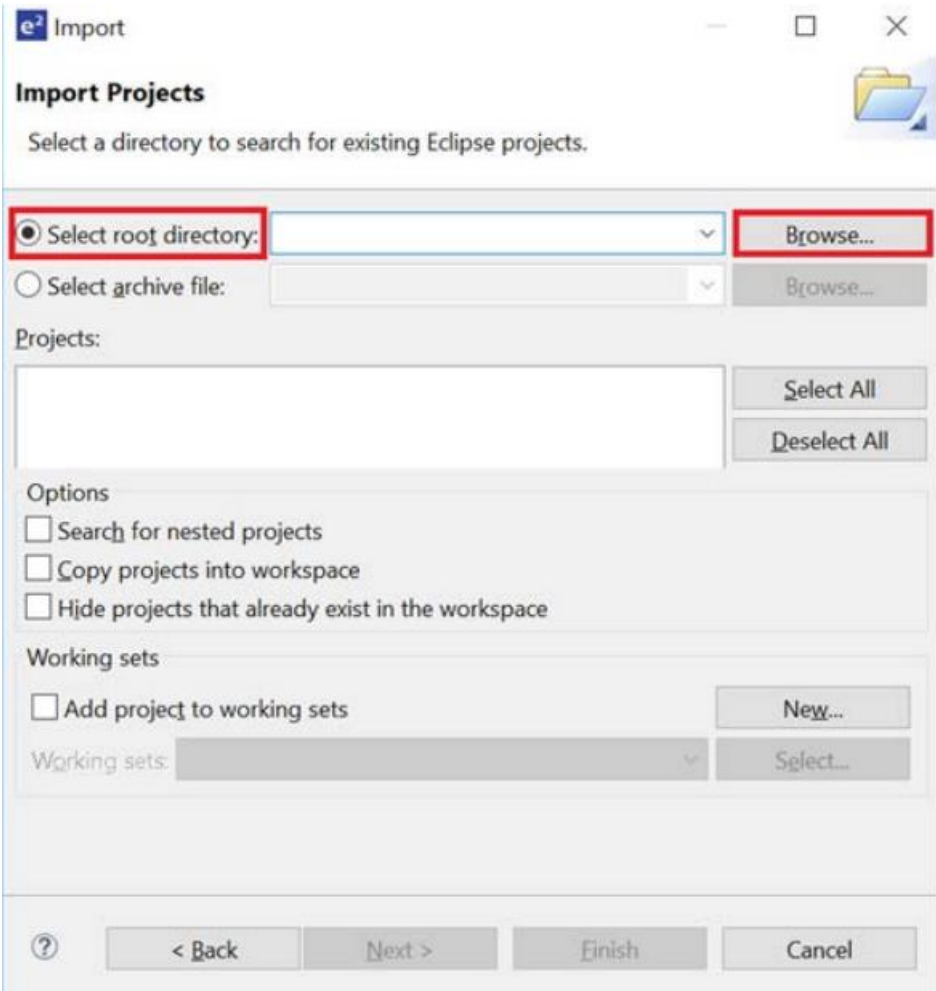 e² Import
Import Projects
Select a directory to search for existing Eclipse projects.
Select root directory: Browse...
Select archive file: Browse...
Projects:
Select All
Deselect All
Options
Search for nested projects
Copy projects into workspace
Hide projects that already exist in the workspace
Working sets
Add project to working sets New...
Working sets: Select...
? < Back Next > Finish Cancel